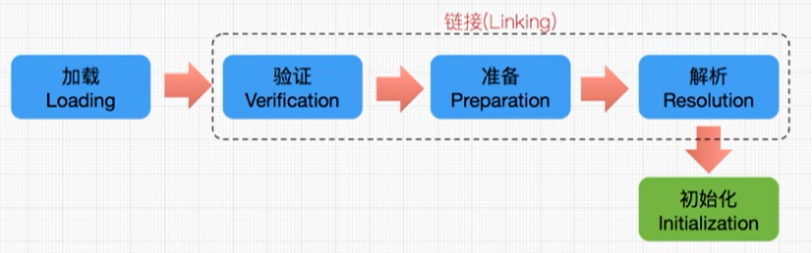 链接(Linking)
加载
Loading
验证
Verification
准备
Preparation
解析
Resolution
初始化
Initialization